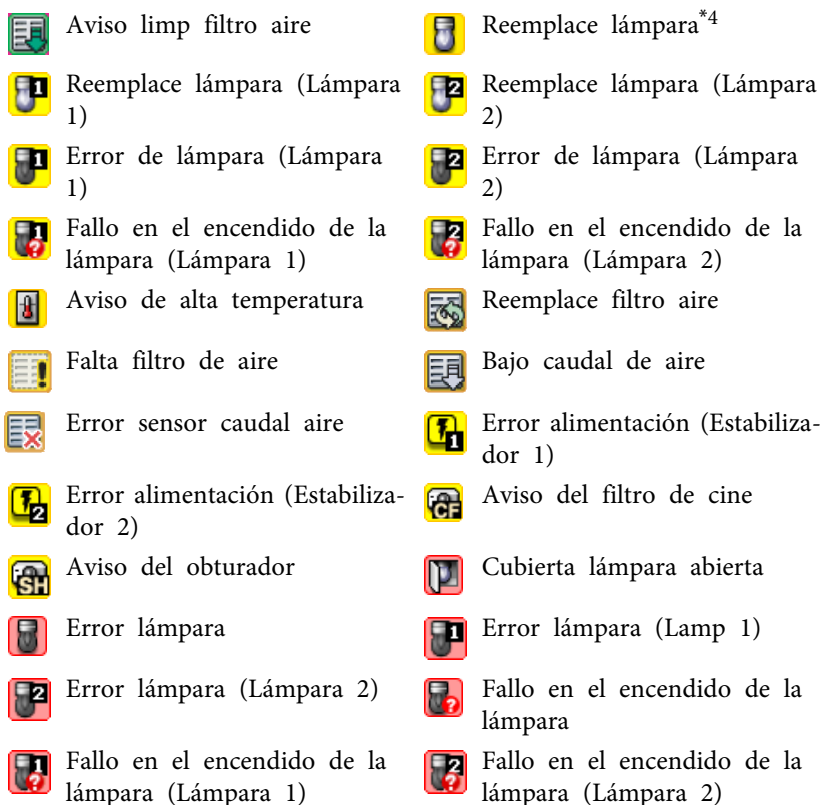 Aviso limp filtro aire
Reemplace lámpara*4
Reemplace lámpara (Lámpara
1)
Reemplace lámpara (Lámpara
2)
Error de lámpara (Lámpara
1)
Error de lámpara (Lámpara
2)
Fallo en el encendido de la
lámpara (Lámpara 1)
Fallo en el encendido de la
lámpara (Lámpara 2)
Aviso de alta temperatura
Reemplace filtro aire
Falta filtro de aire
Bajo caudal de aire
Error sensor caudal aire
Error alimentación (Estabiliza-
dor 1)
Error alimentación (Estabiliza-
dor 2)
Aviso del filtro de cine
Aviso del obturador
Cubierta lámpara abierta
Error lámpara
Error lámpara (Lamp 1)
Error lámpara (Lámpara 2)
Fallo en el encendido de la
lámpara
Fallo en el encendido de la
lámpara (Lámpara 1)
Fallo en el encendido de la
lámpara (Lámpara 2)